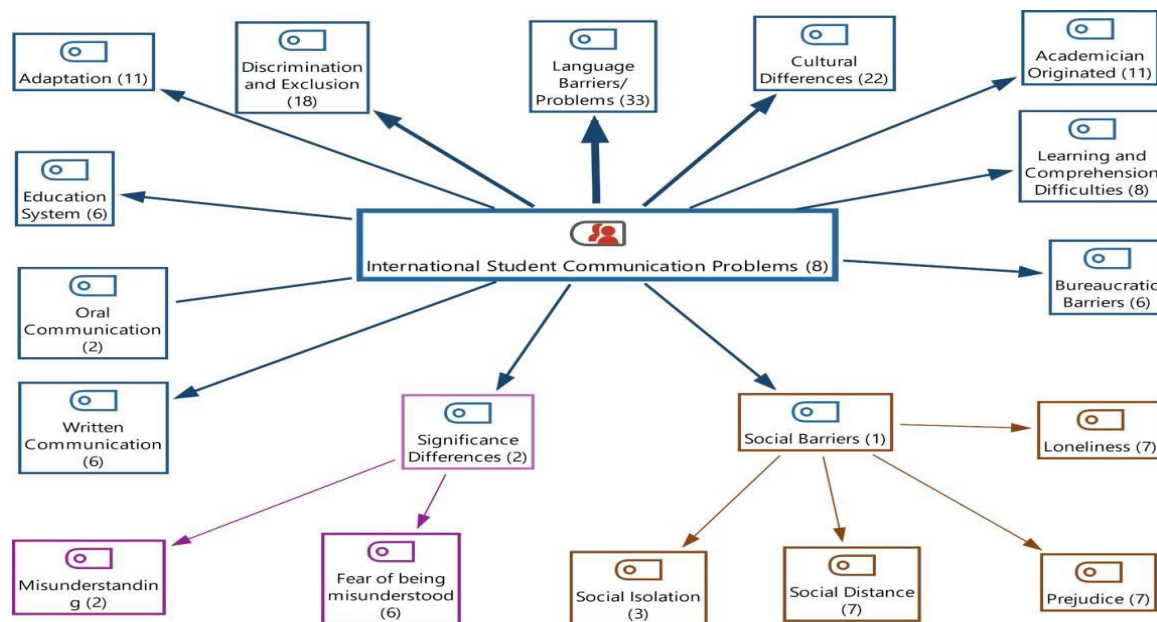 Adaptation (11)
Discrimination
and Exclusion
(18)
Language
Barriers/
Problems (33)
Cultural
Differences (22)
Academician
Originated (11)
Education
System (6)
Learning and
Comprehension
Difficulties (8)
International Student Communication Problems (8)
Oral
Communication
(2)
Bureaucratic
Barriers (6)
Written
Communication
(6)
Significance
Differences (2)
Social Barriers (1)
Loneliness (7)
Misunderstandin
g (2)
Fear of being
misunderstood
(6)
Social Isolation
(3)
Social Distance
(7)
Prejudice (7)